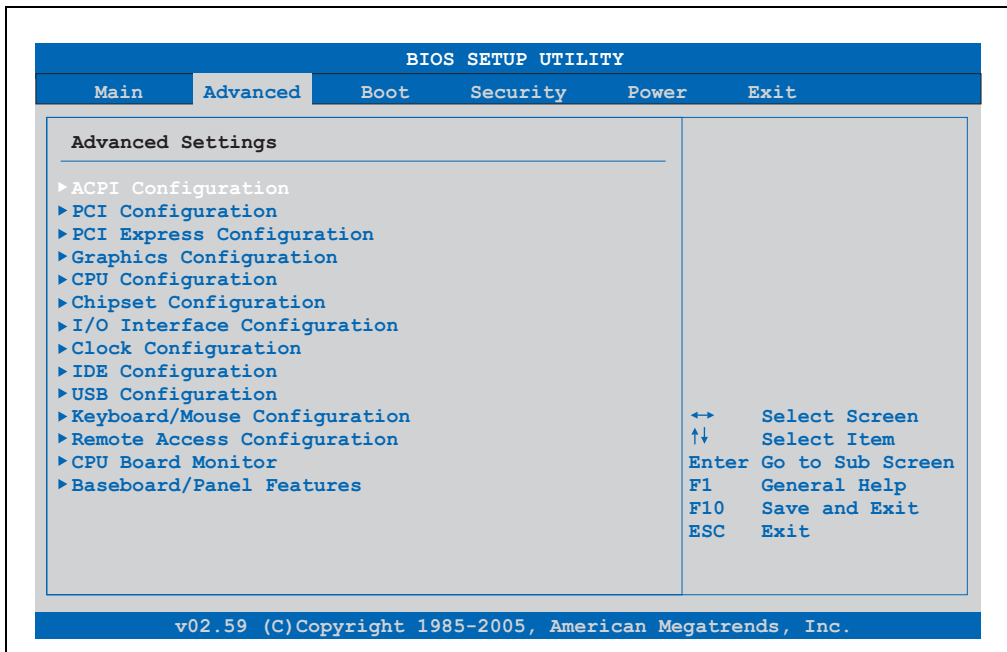 BIOS SETUP UTILITY
Main Advanced Boot Security Power Exit
Advanced Settings
ACPI Configuration
PCI Configuration
PCI Express Configuration
Graphics Configuration
CPU Configuration
Chipset Configuration
I/O Interface Configuration
Clock Configuration
IDE Configuration
USB Configuration
Keyboard/Mouse Configuration
Remote Access Configuration
CPU Board Monitor
Baseboard/Panel Features
↔ Select Screen
↑↓ Select Item
Enter Go to Sub Screen
F1 General Help
F10 Save and Exit
ESC Exit
v02.59 (C)Copyright 1985-2005, American Megatrends, Inc.